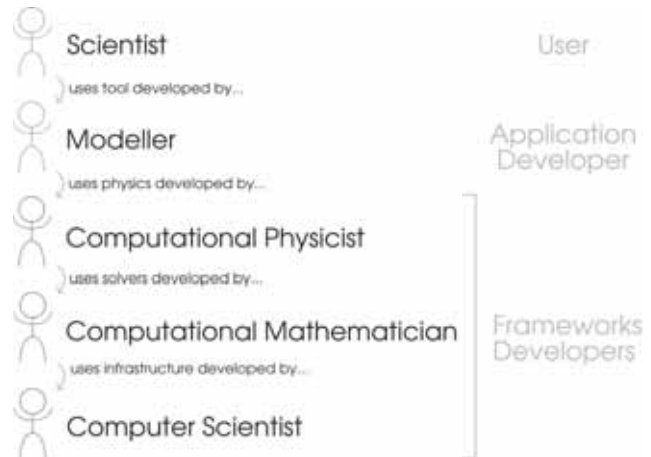 Scientist
User
uses tool developed by...
Modeller
Application
Developer
uses physics developed by...
Computational Physicist
uses solvers developed by...
Computational Mathematician
Frameworks
Developers
uses infrastructure developed by...
Computer Scientist